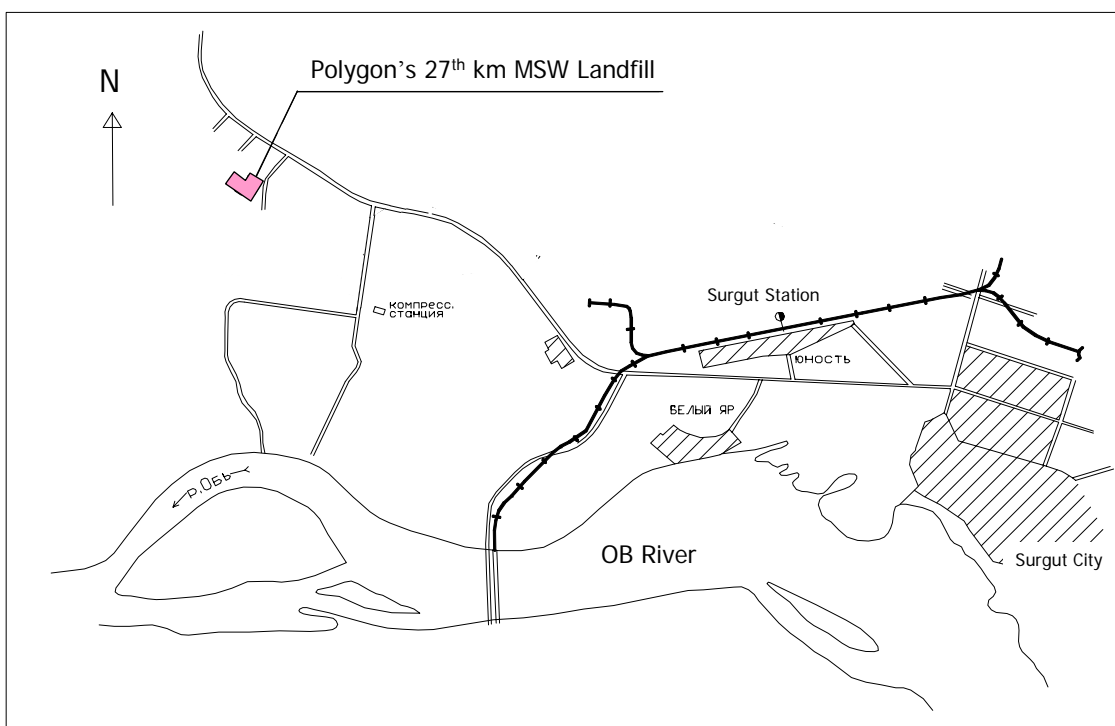 Polygon's 27th km MSW Landfill
N
Surgut Station
КОМПРЕСС.
СТАНЦИЯ
ЮНОСТЬ
БЕЛЫЙ ЯР
р.Обь
OB River
Surgut City